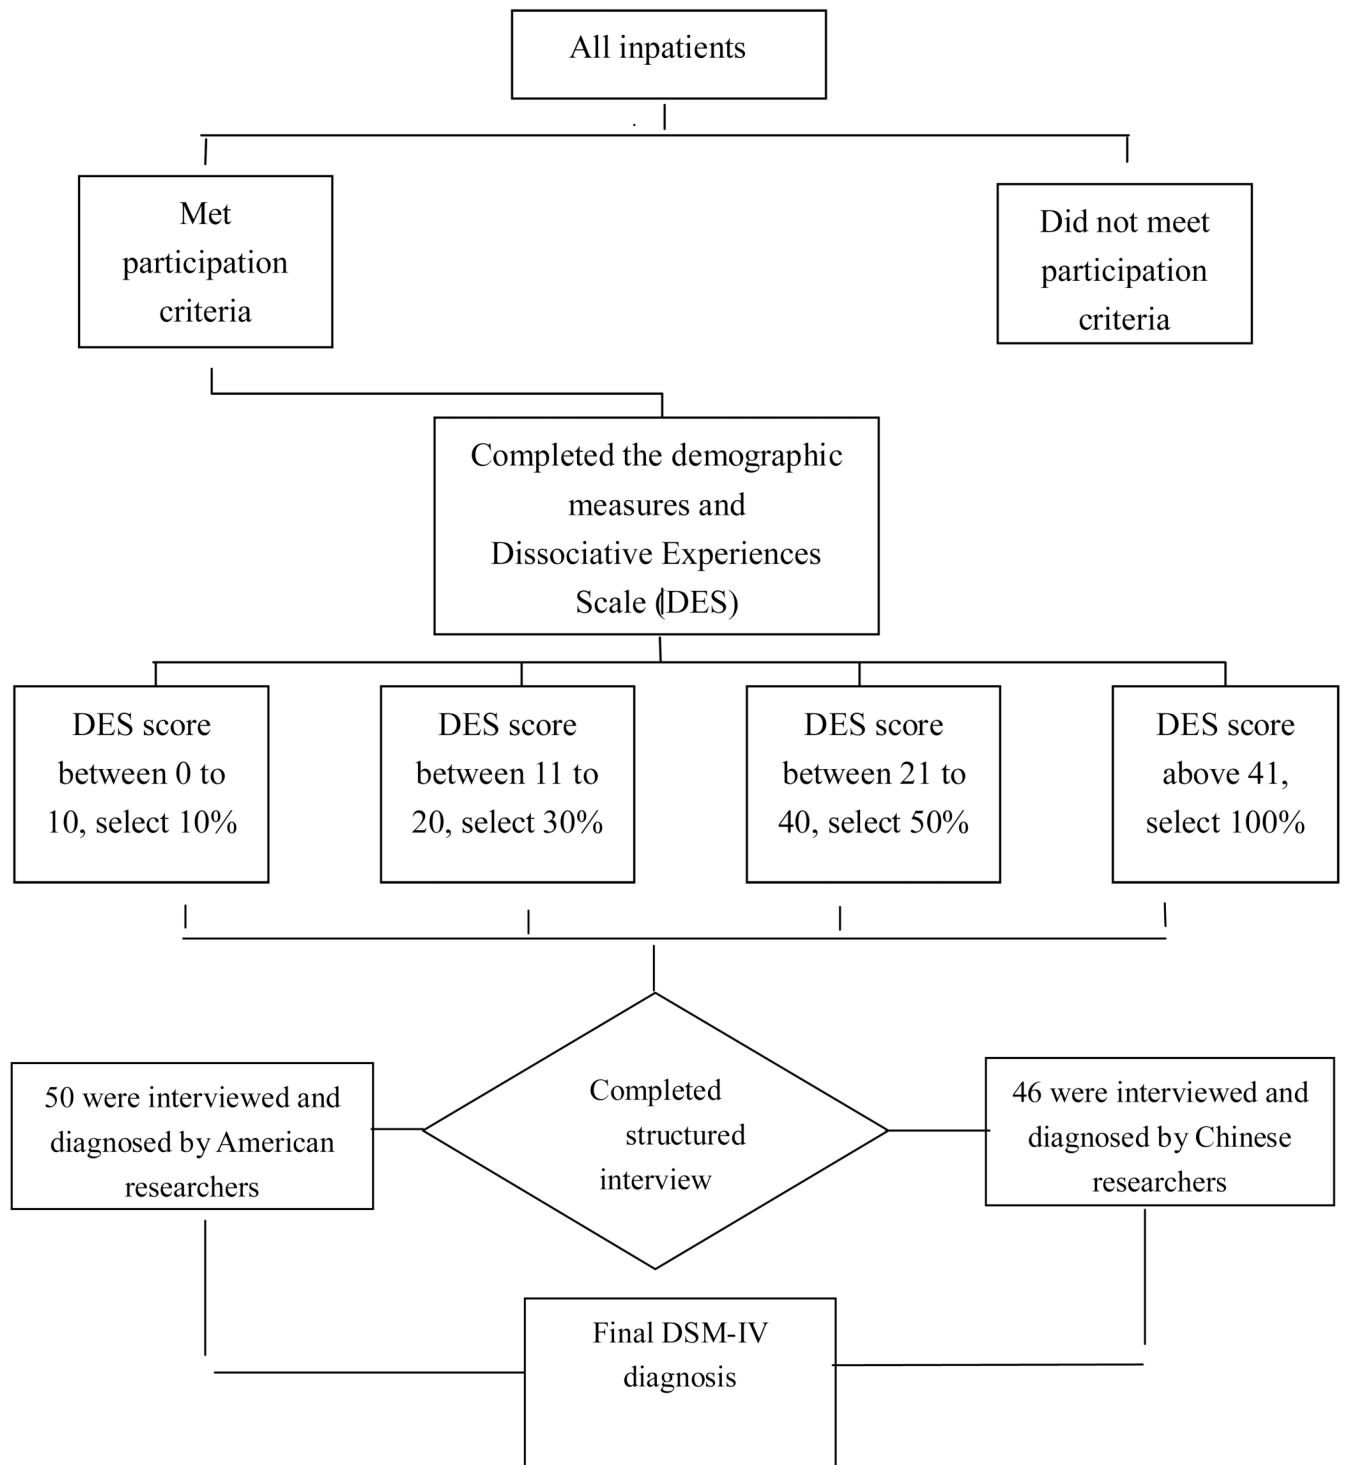 All inpatients
Met
participation
criteria
Did not meet
participation
criteria
Completed the demographic
measures and
Dissociative Experiences
Scale (DES)
DES score
between 0 to
10, select 10%
DES score
between 11 to
20, select 30%
DES score
between 21 to
40, select 50%
DES score
above 41,
select 100%
50 were interviewed and
diagnosed by American
researchers
Completed
structured
interview
46 were interviewed and
diagnosed by Chinese
researchers
Final DSM-IV
diagnosis